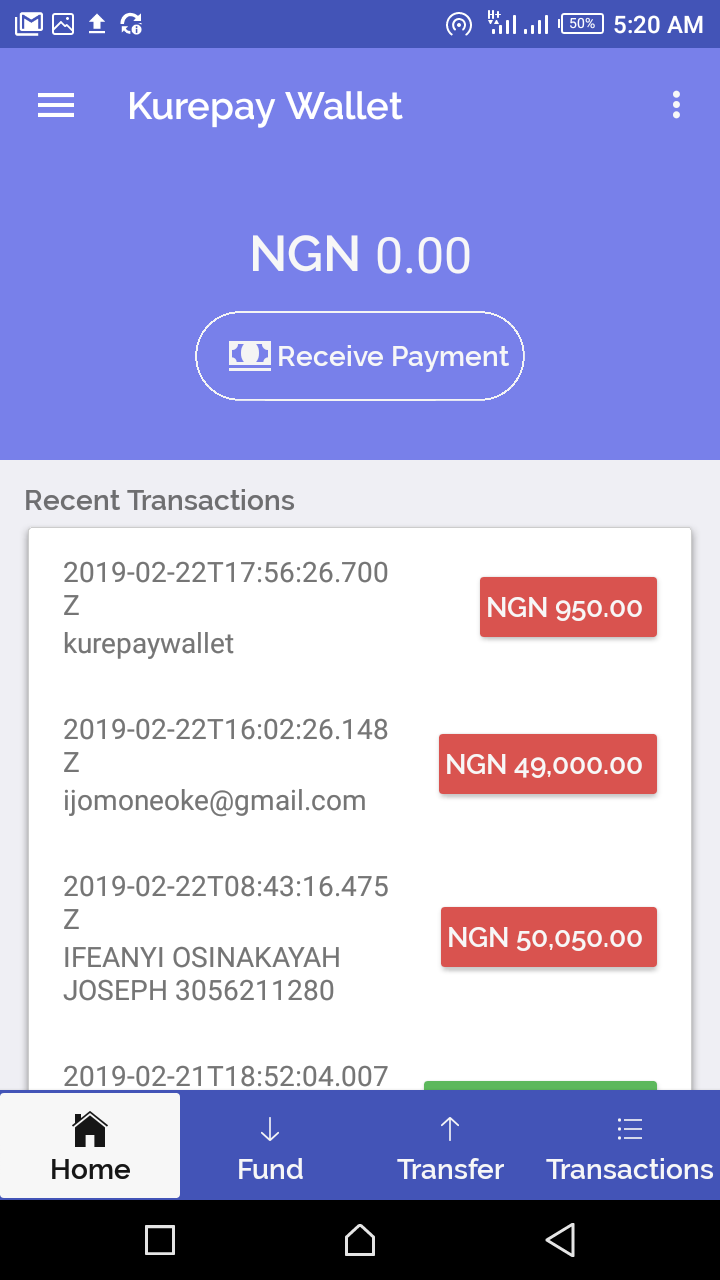 H+
50%
5:20 AM
Kurepay Wallet
NGN 0.00
Receive Payment
Recent Transactions
2019-02-22T17:56:26.700
Z
kurepaywallet
NGN 950.00
2019-02-22T16:02:26.148
Z
ijomoneoke@gmail.com
NGN 49,000.00
2019-02-22T08:43:16.475
Z
IFEANYI OSINAKAYAH
JOSEPH 3056211280
NGN 50,050.00
2019-02-21T18:52:04.007
Home
Fund
Transfer
Transactions